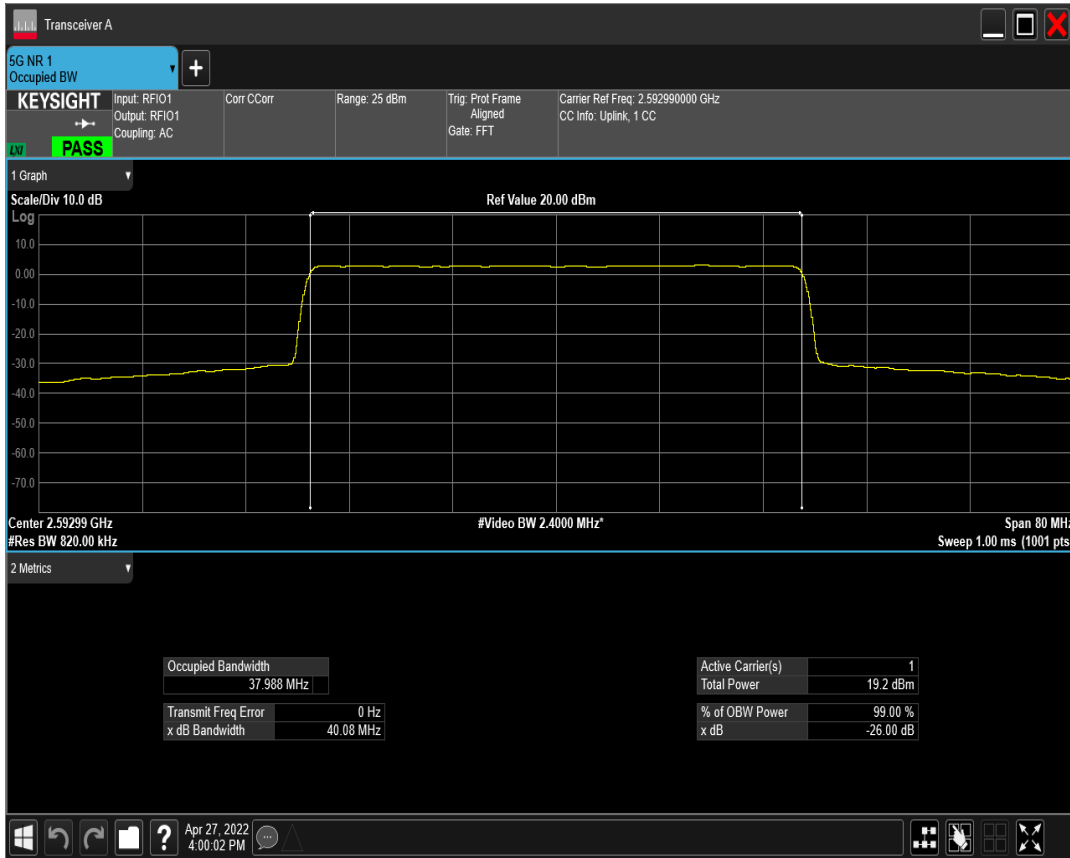 Transceiver A
5G NR 1
Occupied BW
+
KEYSIGHT
LXI
PASS
Input: RFIO1
Output: RFIO1
Coupling: AC
Corr CCorr
Range: 25 dBm
Trig: Prot Frame
Aligned
Gate: FFT
Carrier Ref Freq: 2.592990000 GHz
CC Info: Uplink, 1 CC
1 Graph
Scale/Div 10.0 dB
Ref Value 20.00 dBm
Log
10.0
0.00
-10.0
-20.0
-30.0
-40.0
-50.0
-60.0
-70.0
Center 2.59299 GHz
#Video BW 2.4000 MHz*
Span 80 MHz
#Res BW 820.00 kHz
Sweep 1.00 ms (1001 pts
2 Metrics
Occupied Bandwidth
37.988 MHz
Transmit Freq Error 0 Hz
x dB Bandwidth 40.08 MHz
Active Carrier(s) 1
Total Power 19.2 dBm
% of OBW Power 99.00 %
x dB -26.00 dB
?
Apr 27, 2022
4:00:02 PM